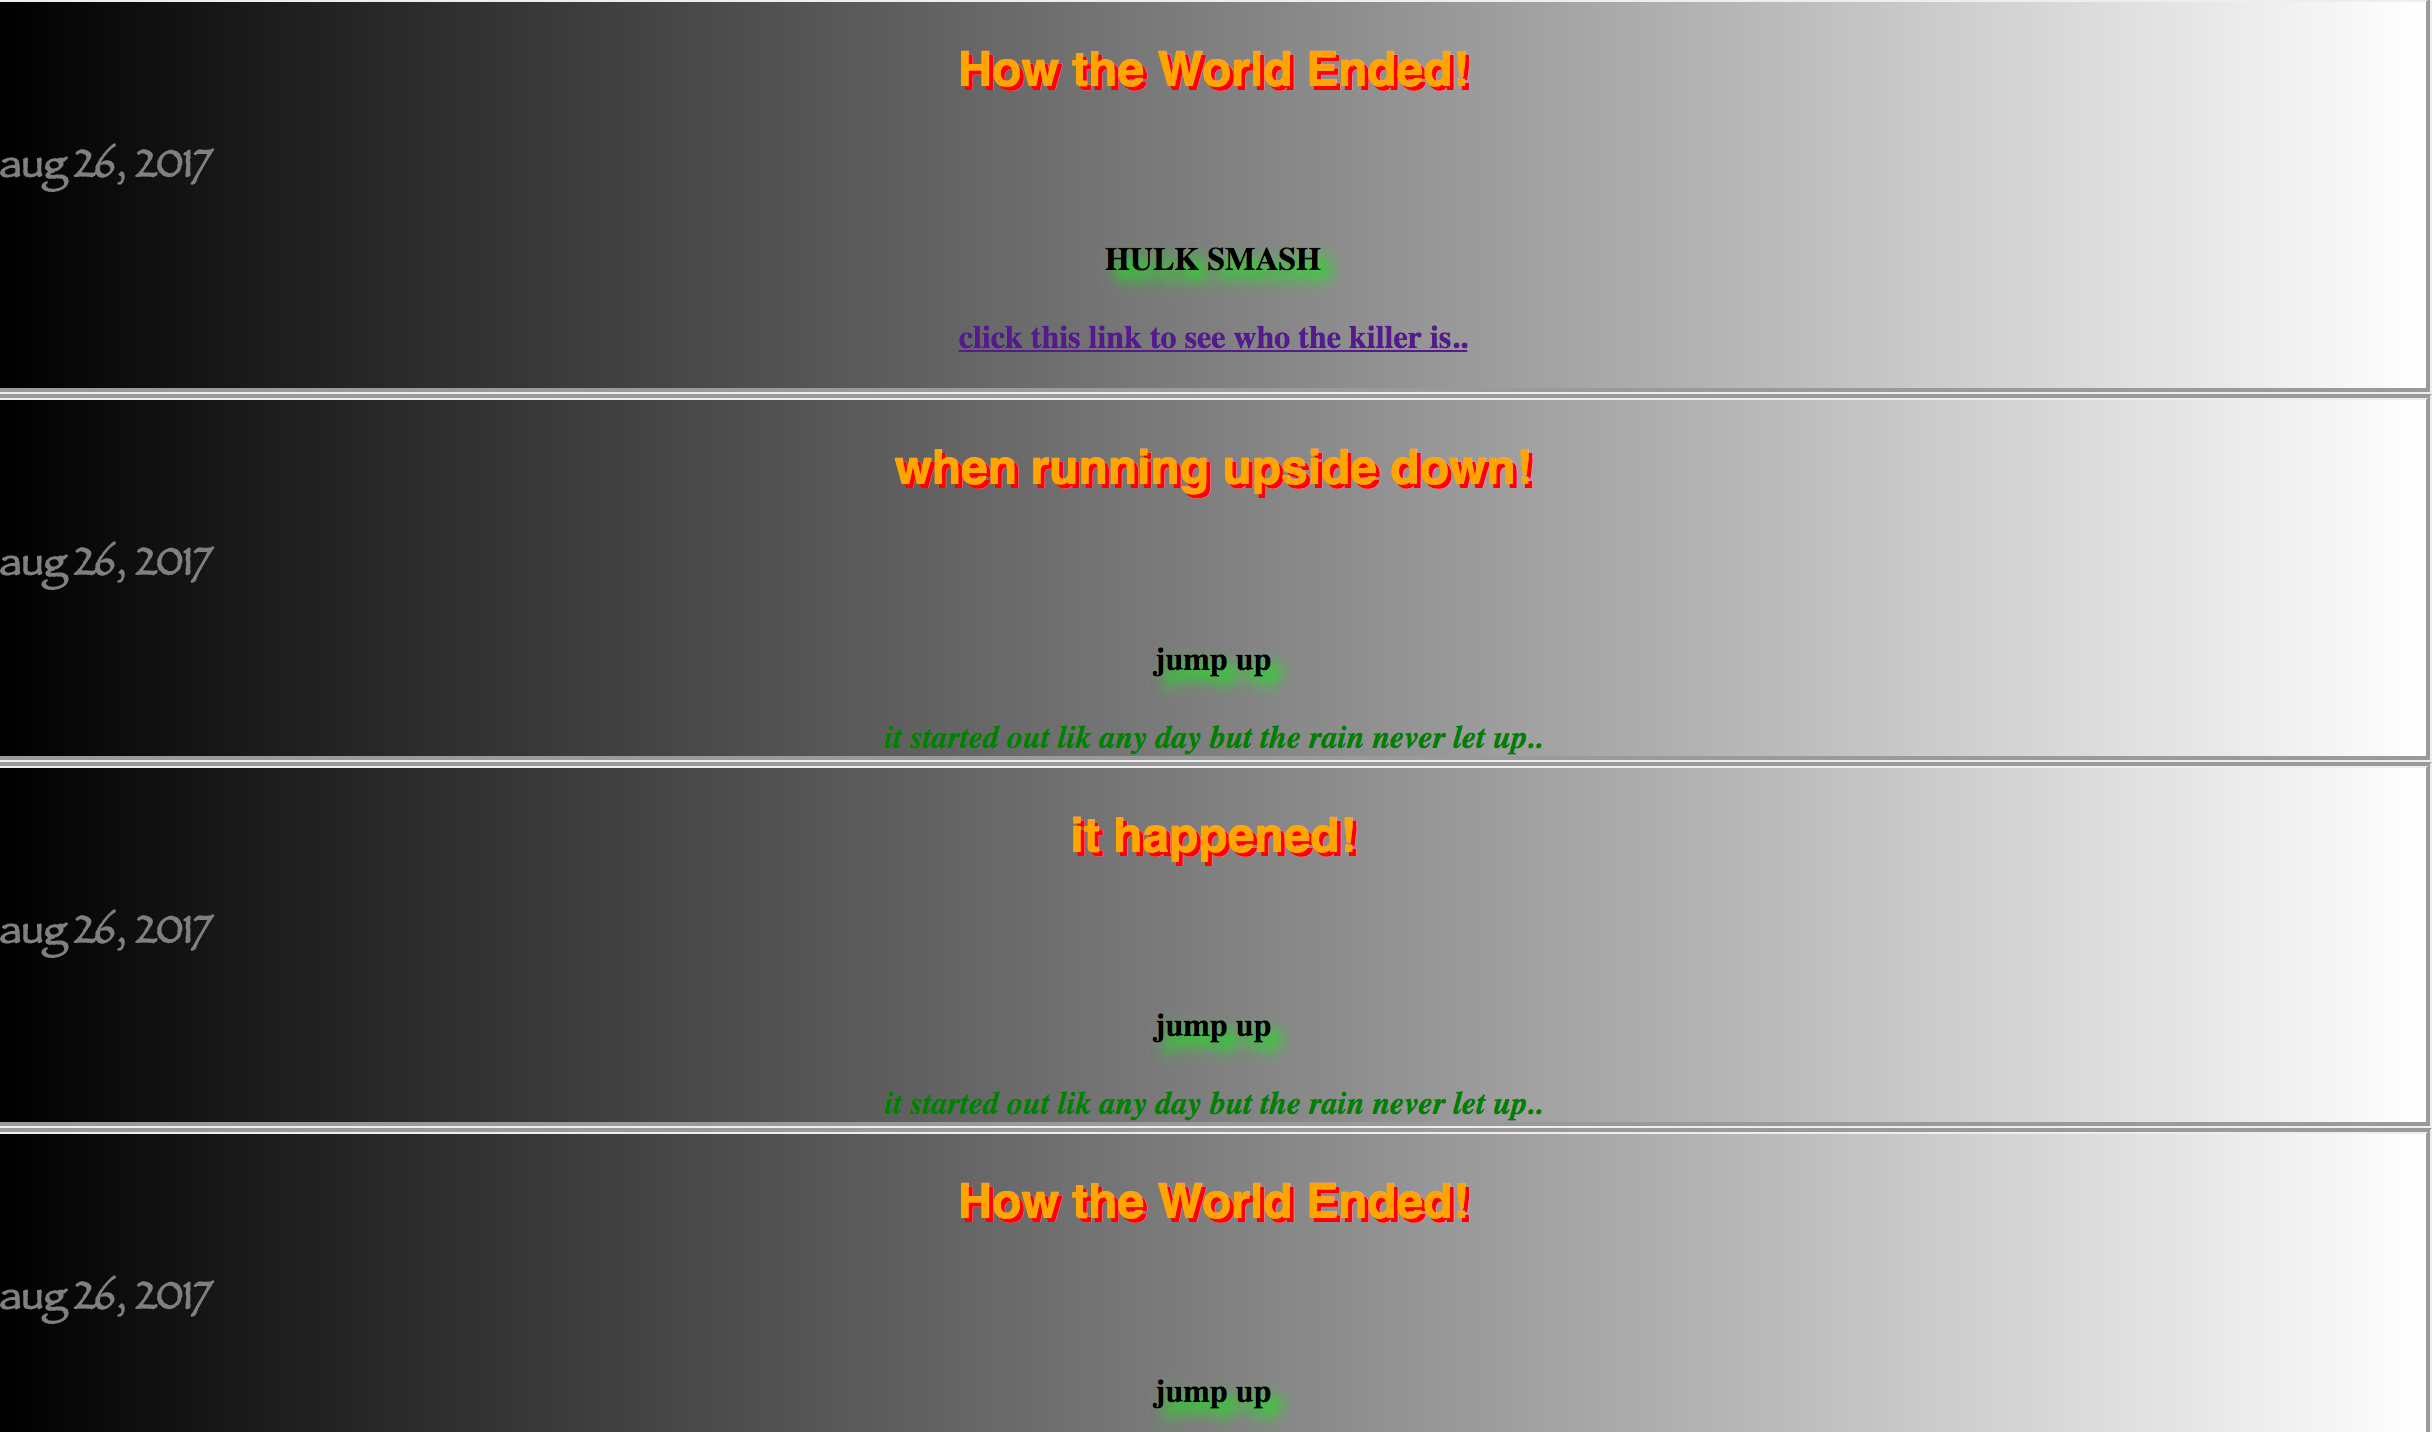 How the World Ended!
aug 26, 2017
HULK SMASH
click this link to see who the killer is..
when running upside down!
aug 26, 2017
jump up
it started out lik any day but the rain never let up..
it happened!
aug 26, 2017
jump up
it started out lik any day but the rain never let up..
How the World Ended!
aug 26, 2017
jump up